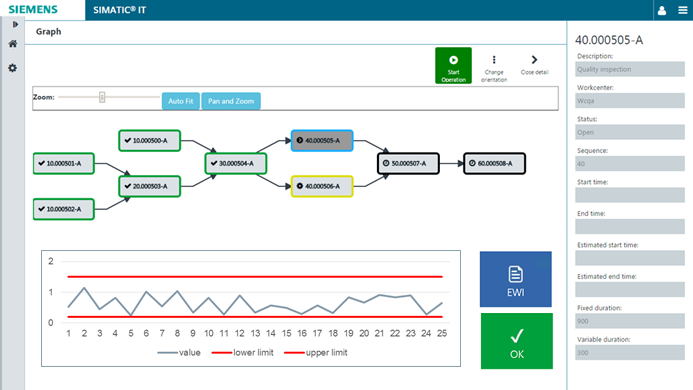 SIEMENS
SIMATIC® IT
Graph
Start Operation
Change orientation
Close detail
Zoom:
Auto Fit
Pan and Zoom
10.000500-A
40.000505-A
10.000501-A
30.000504-A
50.000507-A
60.000508-A
20.000503-A
40.000506-A
10.000502-A
2
1
0
1 2 3 4 5 6 7 8 9 10 11 12 13 14 15 16 17 18 19 20 21 22 23 24 25
value
lower limit
upper limit
EWI
OK
40.000505-A
Description:
Quality inspection
Workcenter:
Wcqa
Status:
Open
Sequence:
40
Start time:
End time:
Estimated start time:
Estimated end time:
Fixed duration:
900
Variable duration:
300